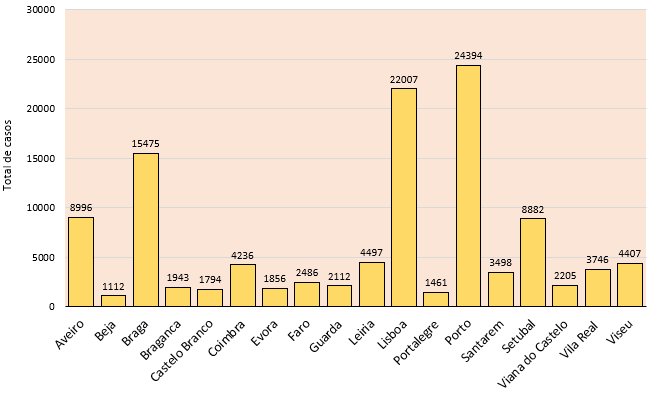 30000
25000
20000
15000
10000
5000
0
Total de casos
8996
1112
15475
1943
1794
4236
1856
2486
2112
4497
22007
1461
24394
3498
8882
2205
3746
4407
Aveiro
Beja
Braga
Braganca
Castelo Branco
Coimbra
Evora
Faro
Guarda
Leiria
Lisboa
Portalegre
Porto
Santarem
Setubal
Viana do Castelo
Vila Real
Viseu